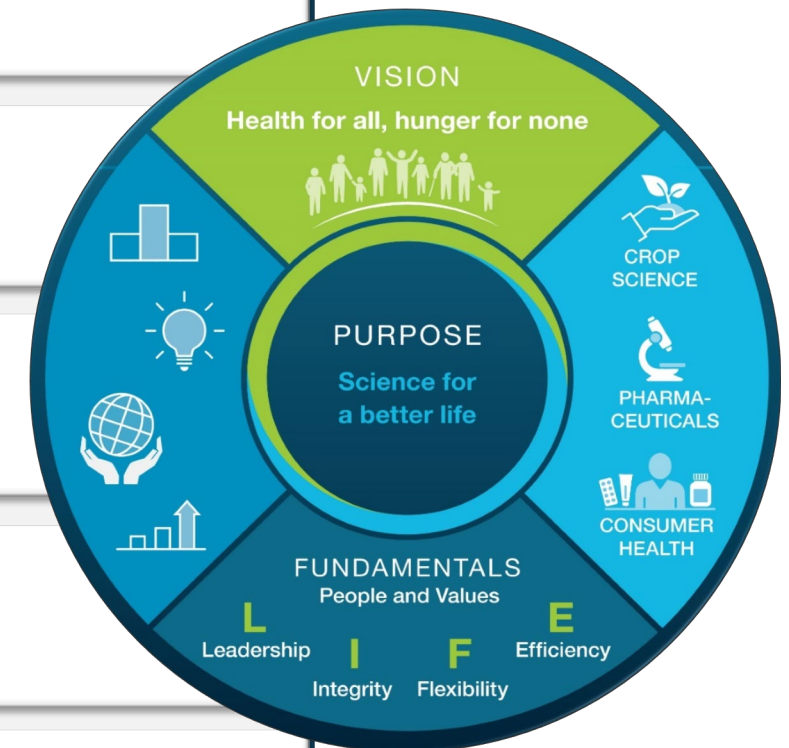 VISION
Health for all, hunger for none
CROP
SCIENCE
PURPOSE
Science for
a better life
PHARMA-
CEUTICALS
CONSUMER
HEALTH
FUNDAMENTALS
People and Values
L
Leadership
I
Integrity
F
Flexibility
E
Efficiency